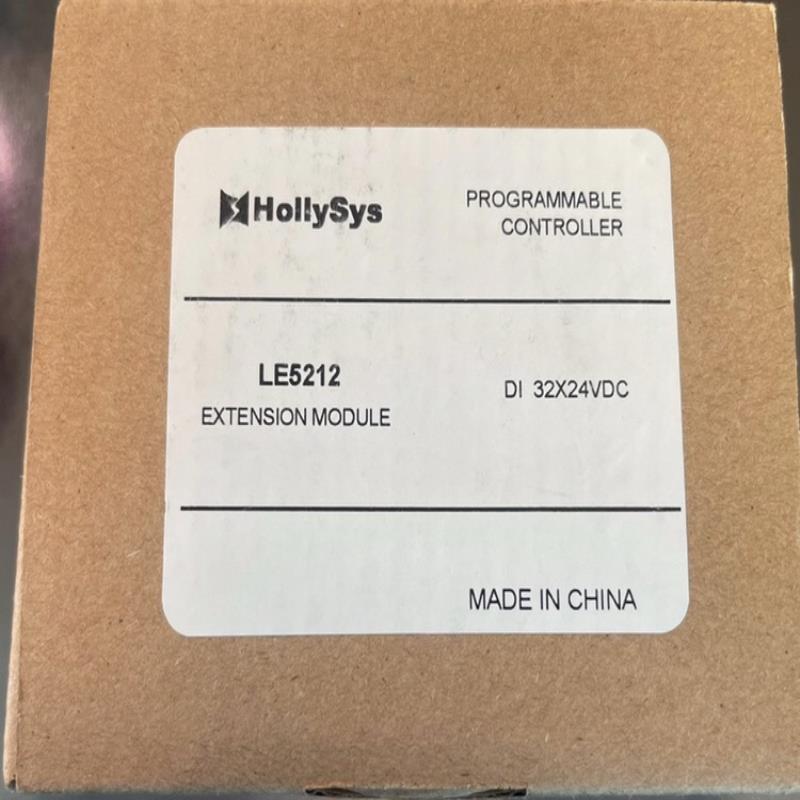 HollySys
PROGRAMMABLE
CONTROLLER
LE5212
EXTENSION MODULE
DI 32X24VDC
MADE IN CHINA